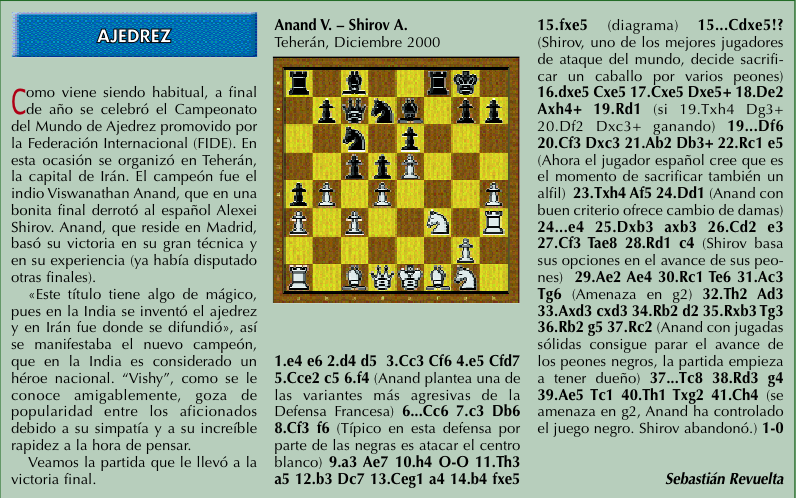 AJEDREZ
Como viene siendo habitual, a final
de año se celebró el Campeonato
del Mundo de Ajedrez promovido por
la Federación Internacional (FIDE). En
esta ocasión se organizó en Teherán,
la capital de Irán. El campeón fue el
indio Viswanathan Anand, que en una
bonita final derrotó al español Alexei
Shirov. Anand, que reside en Madrid,
basó su victoria en su gran técnica y
en su experiencia (ya había disputado
otras finales).
«Este título tiene algo de mágico,
pues en la India se inventó el ajedrez
y en Irán fue donde se difundió», así
se manifestaba el nuevo campeón,
que en la India es considerado un
héroe nacional. “Vishy”, como se le
conoce amigablemente, goza de
popularidad entre los aficionados
debido a su simpatía y a su increíble
rapidez a la hora de pensar.
Veamos la partida que le llevó a la
victoria final.
Anand V. – Shirov A.
Teherán, Diciembre 2000
1.e4 e6 2.d4 d5 3.Cc3 Cf6 4.e5 Cfd7
5.Cce2 c5 6.f4 (Anand plantea una de
las variantes más agresivas de la
Defensa Francesa) 6...Cc6 7.c3 Db6
8.Cf3 f6 (Típico en esta defensa por
parte de las negras es atacar el centro
blanco) 9.a3 Ae7 10.h4 O-O 11.Th3
a5 12.b3 Dc7 13.Ceg1 a4 14.b4 fxe5
15.fxe5 (diagrama) 15...Cdxe5!?
(Shirov, uno de los mejores jugadores
de ataque del mundo, decide sacrifi-
car un caballo por varios peones)
16.dxe5 Cxe5 17.Cxe5 Dxe5+ 18.De2
Axh4+ 19.Rd1 (si 19.Txh4 Dg3+
20.Df2 Dxc3+ ganando) 19...Df6
20.Cf3 Dxc3 21.Ab2 Db3+ 22.Rc1 e5
(Ahora el jugador español cree que es
el momento de sacrificar también un
alfil) 23.Txh4 Af5 24.Dd1 (Anand con
buen criterio ofrece cambio de damas)
24...e4 25.Dxb3 axb3 26.Cd2 e3
27.Cf3 Tae8 28.Rd1 c4 (Shirov basa
sus opciones en el avance de sus peo-
nes) 29.Ae2 Ae4 30.Rc1 Te6 31.Ac3
Tg6 (Amenaza en g2) 32.Th2 Ad3
33.Axd3 cxd3 34.Rb2 d2 35.Rxb3 Tg3
36.Rb2 g5 37.Rc2 (Anand con jugadas
sólidas consigue parar el avance de
los peones negros, la partida empieza
a tener dueño) 37...Tc8 38.Rd3 g4
39.Ae5 Tc1 40.Th1 Txg2 41.Ch4 (se
amenaza en g2, Anand ha controlado
el juego negro. Shirov abandonó.) 1-0
Sebastián Revuelta